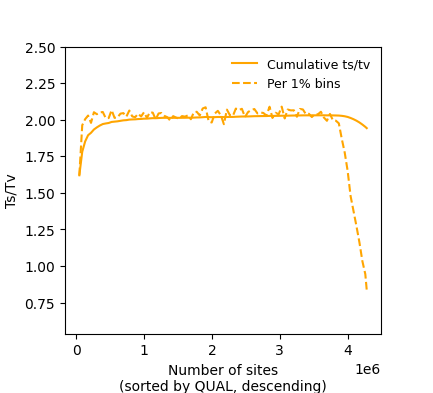 2.50
2.25
2.00
1.75
1.50
1.25
1.00
0.75
Ts/Tv
Cumulative ts/tv
Per 1% bins
0 1 2 3 4
1e6
Number of sites
(sorted by QUAL, descending)